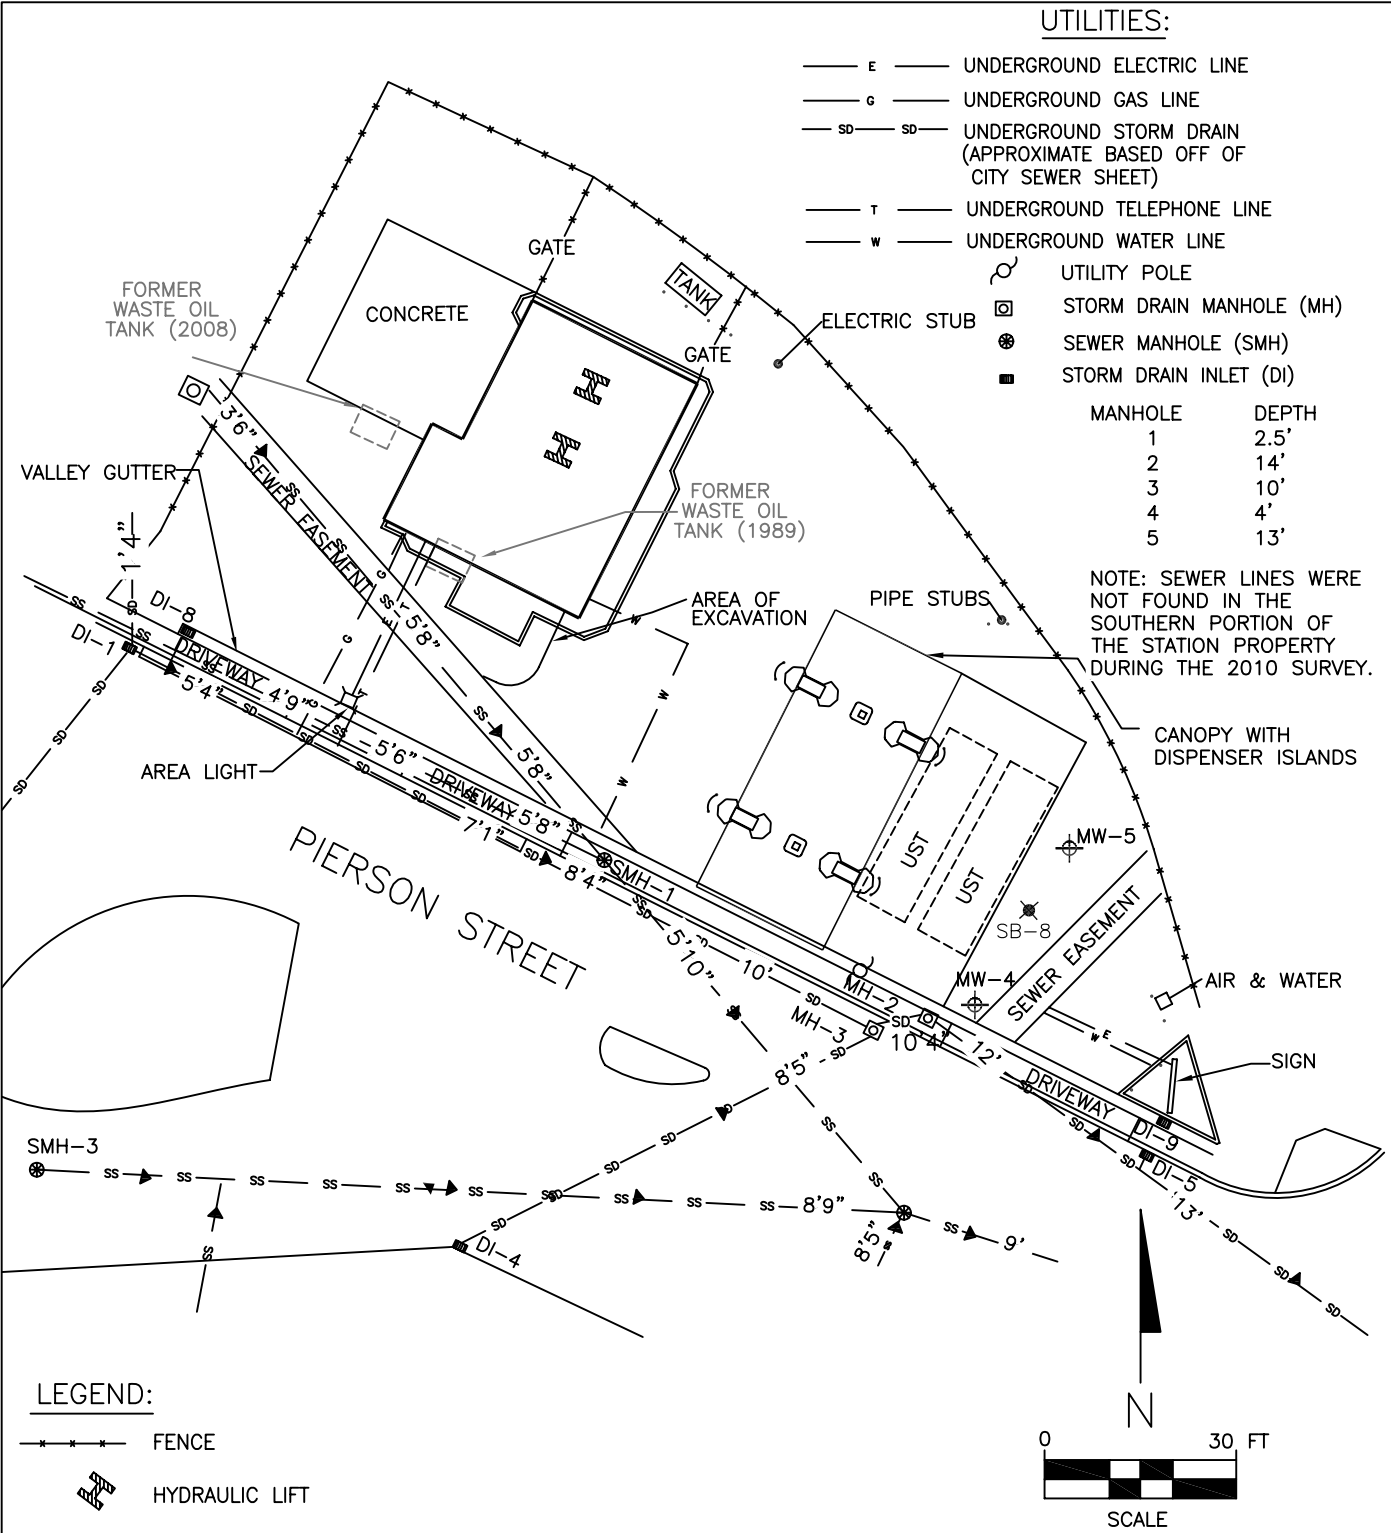 UTILITIES:
E UNDERGROUND ELECTRIC LINE
G UNDERGROUND GAS LINE
SD SD UNDERGROUND STORM DRAIN
(APPROXIMATE BASED OFF OF
CITY SEWER SHEET)
T UNDERGROUND TELEPHONE LINE
W UNDERGROUND WATER LINE
UTILITY POLE
STORM DRAIN MANHOLE (MH)
SEWER MANHOLE (SMH)
STORM DRAIN INLET (DI)
MANHOLE DEPTH
1 2.5'
2 14'
3 10'
4 4'
5 13'
NOTE: SEWER LINES WERE
NOT FOUND IN THE
SOUTHERN PORTION OF
THE STATION PROPERTY
DURING THE 2010 SURVEY.
GATE
TANK
FORMER
WASTE OIL
TANK (2008)
CONCRETE
ELECTRIC STUB
GATE
3'6"
VALLEY GUTTER
SEWER EASEMENT
FORMER
WASTE OIL
TANK (1989)
1'4"
AREA OF
EXCAVATION
PIPE STUBS
DI-8
DI-1
5'8"
DRIVEWAY
5'4"
4'9"
CANOPY WITH
DISPENSER ISLANDS
AREA LIGHT
5'6"
5'8"
DRIVEWAY
5'8"
7'1"
8'4"
SMH-1
UST
UST
MW-5
PIERSON STREET
SB-8
SEWER EASEMENT
5'10"
10'
MH-2
MW-4
AIR & WATER
MH-3
10'4"
12'
E
W
SIGN
8'5"
DRIVEWAY
DI-9
DI-5
SMH-3
13'
8'9"
8'5"
9'
DI-4
LEGEND:
FENCE
HYDRAULIC LIFT
N
0 30 FT
SCALE